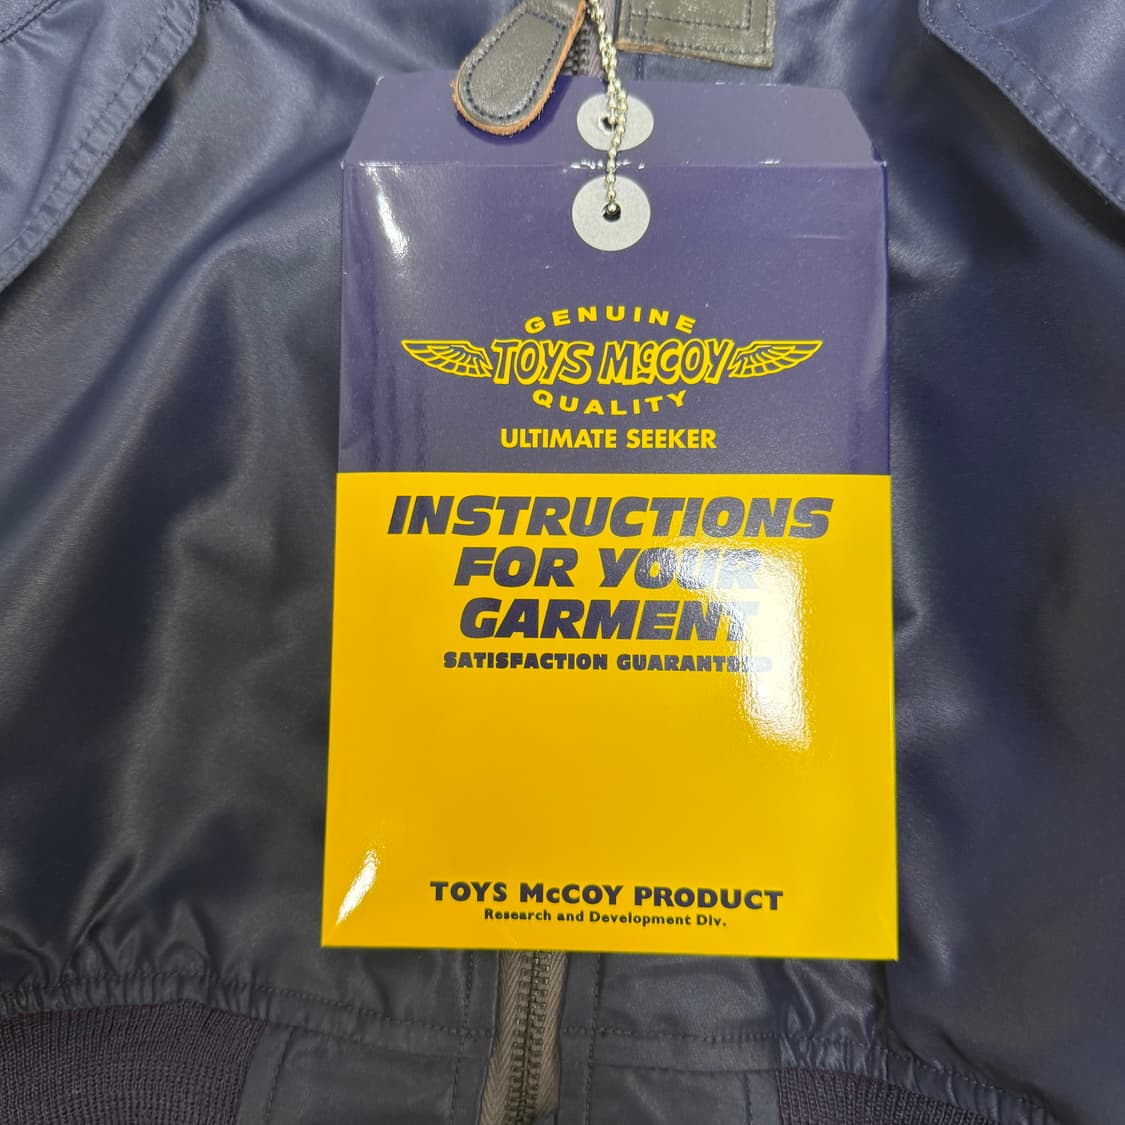 GENUINE
TOYS McCOY
QUALITY
ULTIMATE SEEKER
INSTRUCTIONS
FOR YOUR
GARMENT
SATISFACTION GUARANTEED
TOYS McCOY PRODUCT
Research and Development Div.